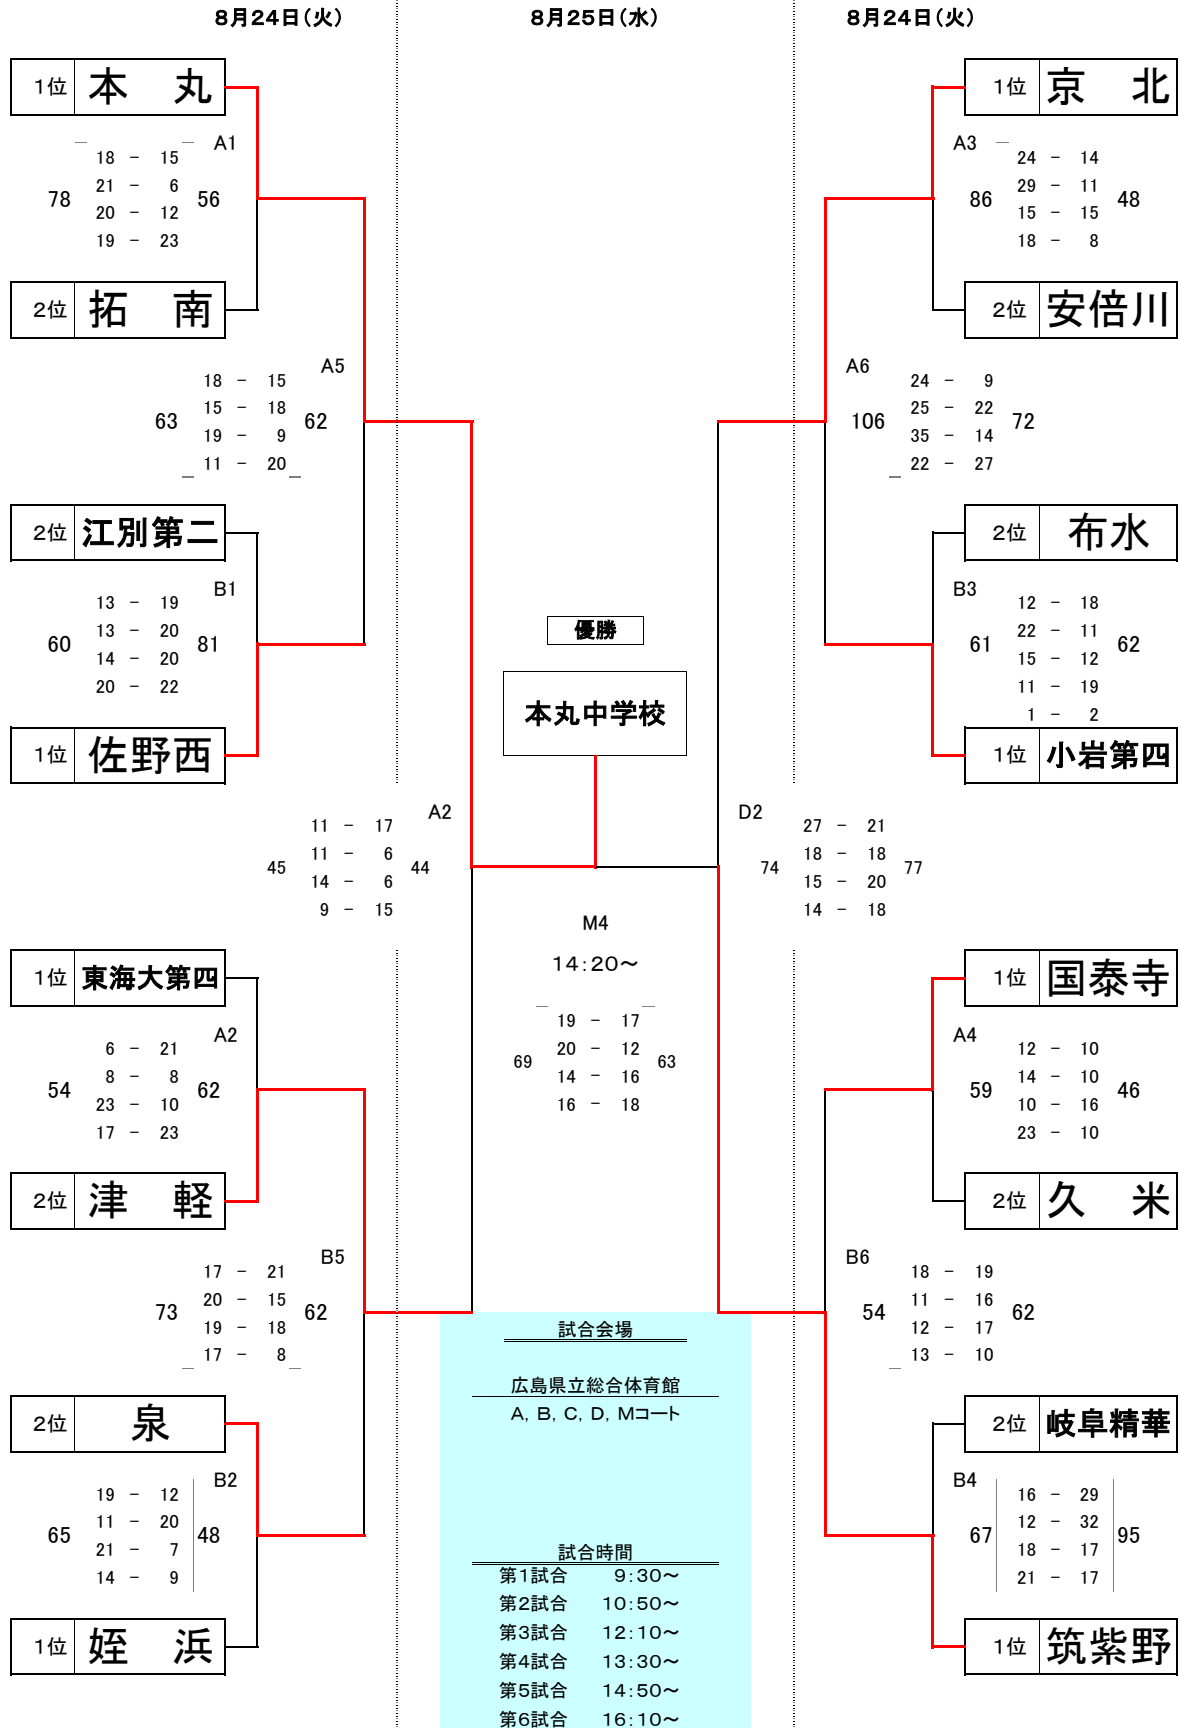 8月24日（火）
8月25日（水）
8月24日（火）
1位 本 丸
A1
78
18 - 15
21 - 6
20 - 12
19 - 23
56
2位 拓 南
A5
63
18 - 15
15 - 18
19 - 9
11 - 20
62
2位 江別第二
B1
60
13 - 19
13 - 20
14 - 20
20 - 22
81
1位 佐野西
A2
45
11 - 17
11 - 6
14 - 6
9 - 15
44
1位 東海大第四
A2
54
6 - 21
8 - 8
23 - 10
17 - 23
62
2位 津 軽
B5
73
17 - 21
20 - 15
19 - 18
17 - 8
62
2位 泉
B2
65
19 - 12
11 - 20
21 - 7
14 - 9
48
1位 姪 浜
優勝
本丸中学校
M4
14:20～
69
19 - 17
20 - 12
14 - 16
16 - 18
63
試合会場
広島県立総合体育館
A, B, C, D, Mコート
試合時間
第1試合 9:30～
第2試合 10:50～
第3試合 12:10～
第4試合 13:30～
第5試合 14:50～
第6試合 16:10～
1位 京 北
A3
86
24 - 14
29 - 11
15 - 15
18 - 8
48
2位 安倍川
A6
106
24 - 9
25 - 22
35 - 14
22 - 27
72
2位 布水
B3
61
12 - 18
22 - 11
15 - 12
11 - 19
1 - 2
62
1位 小岩第四
D2
74
27 - 21
18 - 18
15 - 20
14 - 18
77
1位 国泰寺
A4
59
12 - 10
14 - 10
10 - 16
23 - 10
46
2位 久 米
B6
54
18 - 19
11 - 16
12 - 17
13 - 10
62
2位 岐阜精華
B4
67
16 - 29
12 - 32
18 - 17
21 - 17
95
1位 筑紫野